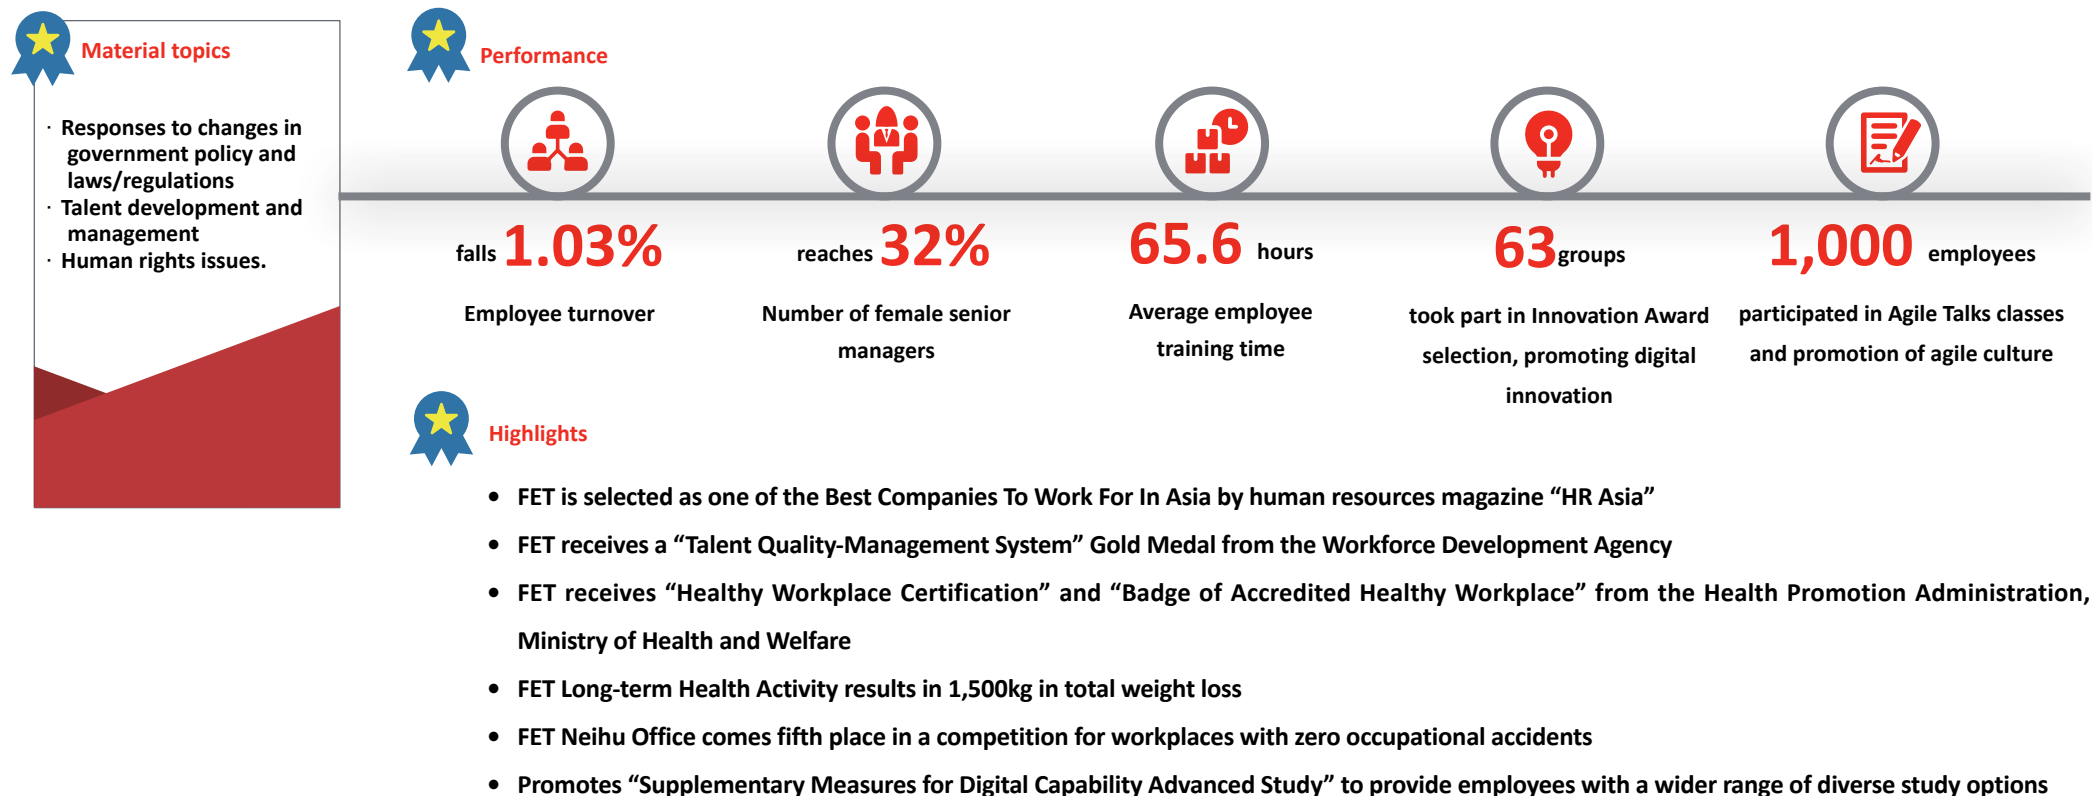 Material topics
· Responses to changes in
government policy and
laws/regulations
· Talent development and
management
· Human rights issues.
Performance
falls 1.03%
Employee turnover
reaches 32%
Number of female senior
managers
65.6 hours
Average employee
training time
63 groups
took part in Innovation Award
selection, promoting digital
innovation
1,000 employees
participated in Agile Talks classes
and promotion of agile culture
Highlights
• FET is selected as one of the Best Companies To Work For In Asia by human resources magazine “HR Asia”
• FET receives a “Talent Quality-Management System” Gold Medal from the Workforce Development Agency
• FET receives “Healthy Workplace Certification” and “Badge of Accredited Healthy Workplace” from the Health Promotion Administration,
Ministry of Health and Welfare
• FET Long-term Health Activity results in 1,500kg in total weight loss
• FET Neihu Office comes fifth place in a competition for workplaces with zero occupational accidents
• Promotes “Supplementary Measures for Digital Capability Advanced Study” to provide employees with a wider range of diverse study options